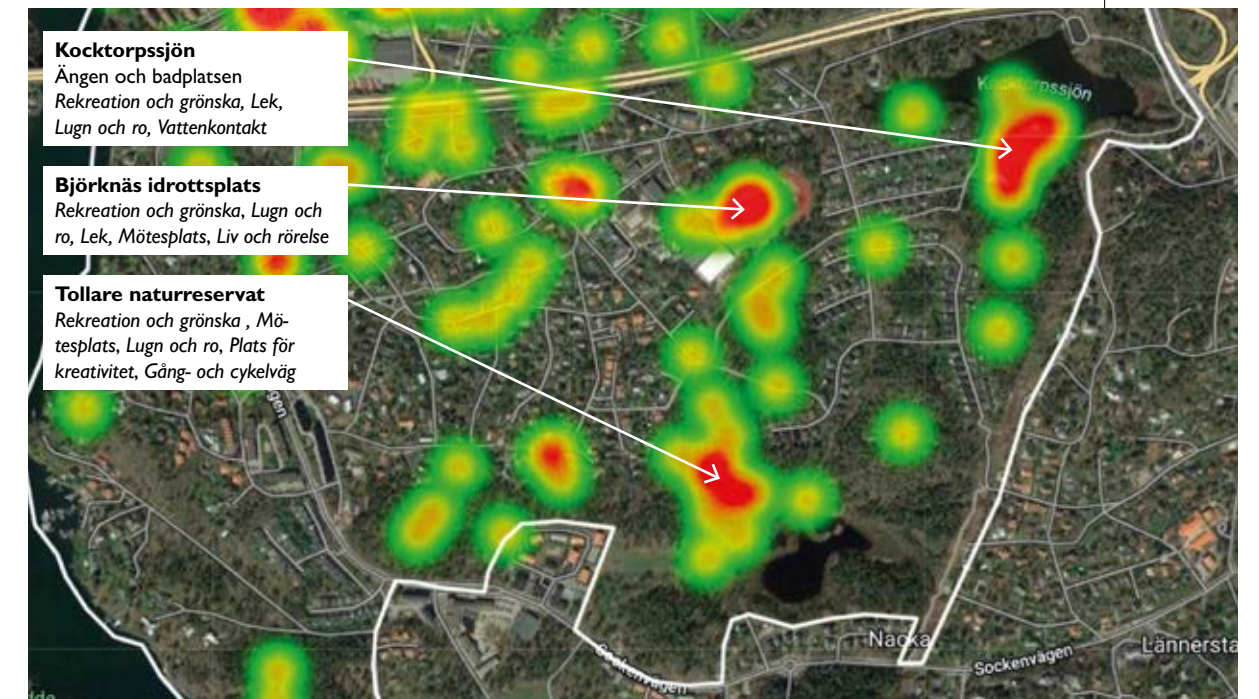 Kocktorpssjön
Ängen och badplatsen
Rekreation och grönska, Lek,
Lugn och ro, Vattenkontakt
Björknäs idrottsplats
Rekreation och grönska, Lugn och
ro, Lek, Mötesplats, Liv och rörelse
Tollare naturreservat
Rekreation och grönska , Mö-
tesplats, Lugn och ro, Plats för
kreativitet, Gång- och cykelväg
Kocktorpssjön
Nacka
Sockenvägen
Sockenvägen
Lännersta